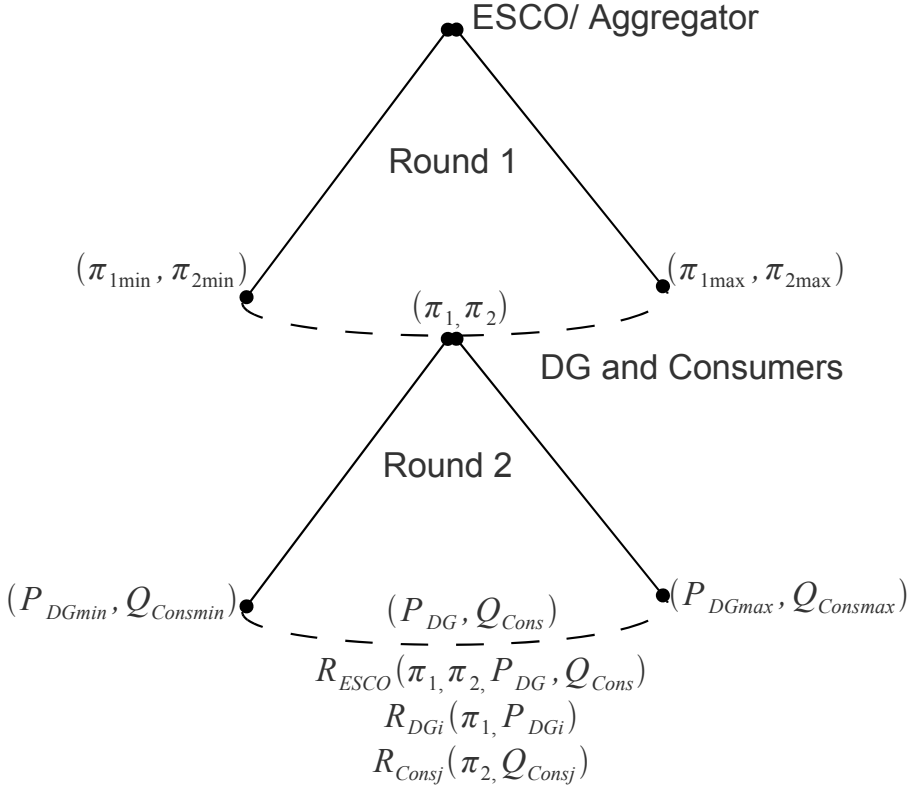 ESCO/ Aggregator
Round 1
(π1min, π2min)
(π1max, π2max)
(π1, π2)
DG and Consumers
Round 2
(PDGmin, QConsmin)
(PDG, QCons)
(PDGmax, QConsmax)
RESCO(π1, π2, PDG, QCons)
RDGi(π1, PDGi)
RConsj(π2, QConsj)